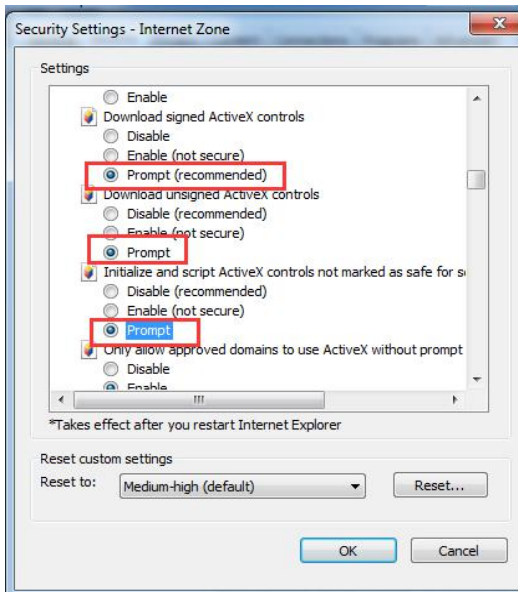 Security Settings - Internet Zone
Settings
Enable
Download signed ActiveX controls
Disable
Enable (not secure)
Prompt (recommended)
Download unsigned ActiveX controls
Disable (recommended)
Enable (not secure)
Prompt
Initialize and script ActiveX controls not marked as safe for s
Disable (recommended)
Enable (not secure)
Prompt
Only allow approved domains to use ActiveX without prompt
Disable
Enable
*Takes effect after you restart Internet Explorer
Reset custom settings
Reset to:
Medium-high (default)
Reset...
OK
Cancel